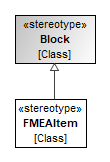 «stereotype»
Block
[Class]
«stereotype»
FMEAItem
[Class]